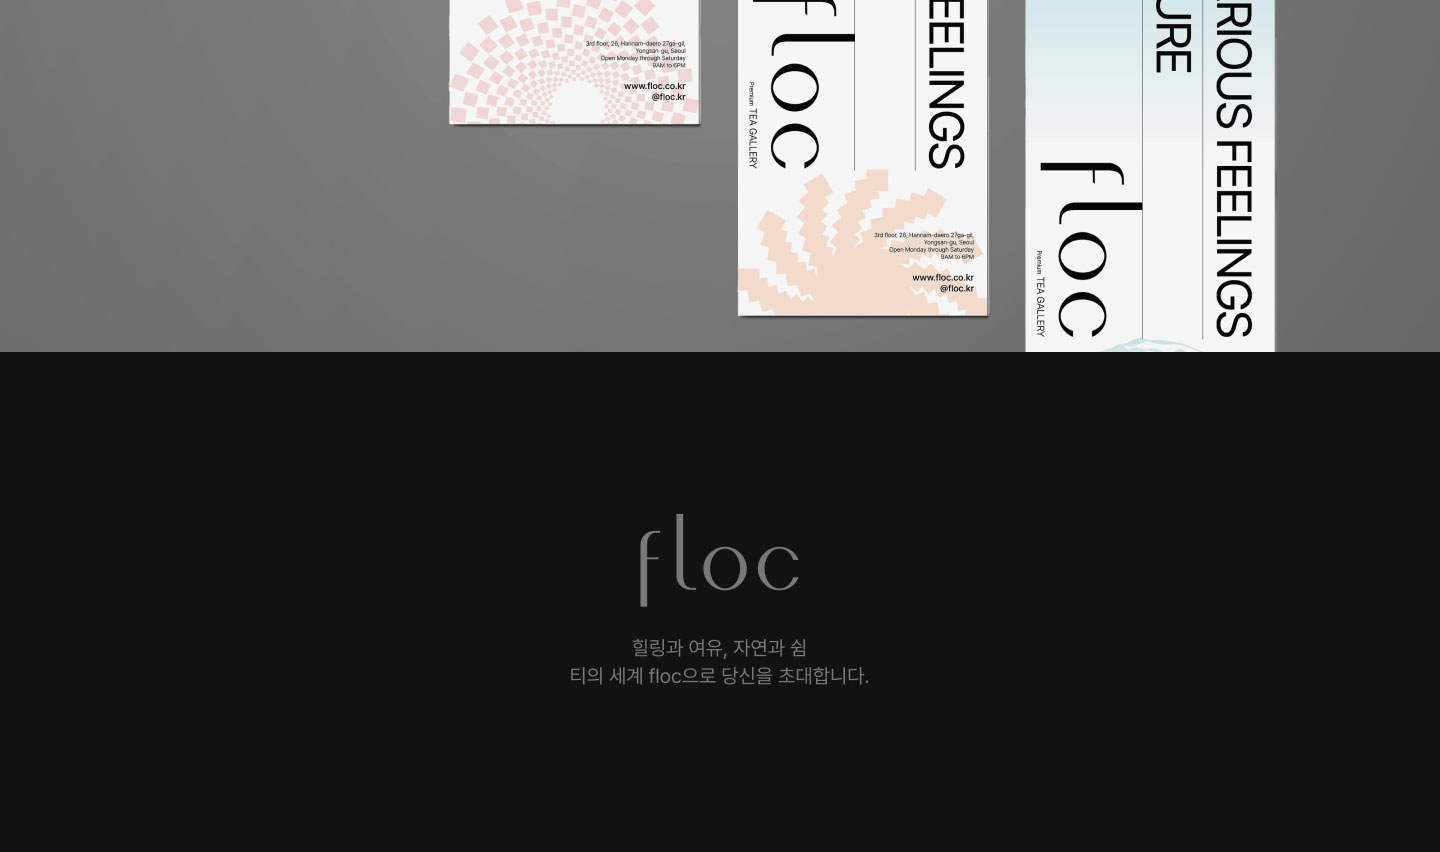 3rd floor, 26, Hannam-daero 27ga-gil,
Yongsan-gu, Seoul
Open Monday through Saturday
9AM to 6PM
www.floc.co.kr
@floc.kr
FEELINGS
floc
Premium TEA GALLERY
3rd floor, 26, Hannam-daero 27ga-gil,
Yongsan-gu, Seoul
Open Monday through Saturday
9AM to 6PM
www.floc.co.kr
@floc.kr
FEELINGS
floc
Premium TEA GALLERY
floc
힐링과 여유, 자연과 쉼
티의 세계 floc으로 당신을 초대합니다.